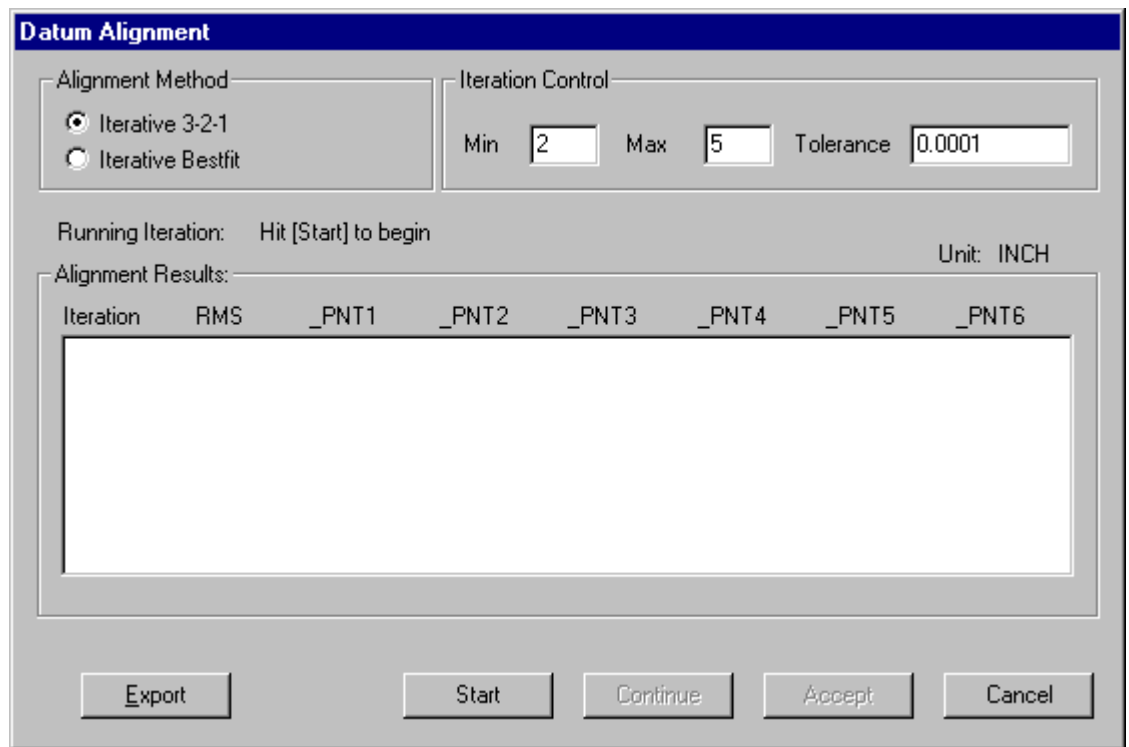 Datum Alignment
Alignment Method
Iterative 3-2-1
Iterative Bestfit
Iteration Control
Min 2 Max 5 Tolerance 0.0001
Running Iteration: Hit [Start] to begin
Unit: INCH
Alignment Results:
Iteration RMS _PNT1 _PNT2 _PNT3 _PNT4 _PNT5 _PNT6
Export Start Continue Accept Cancel